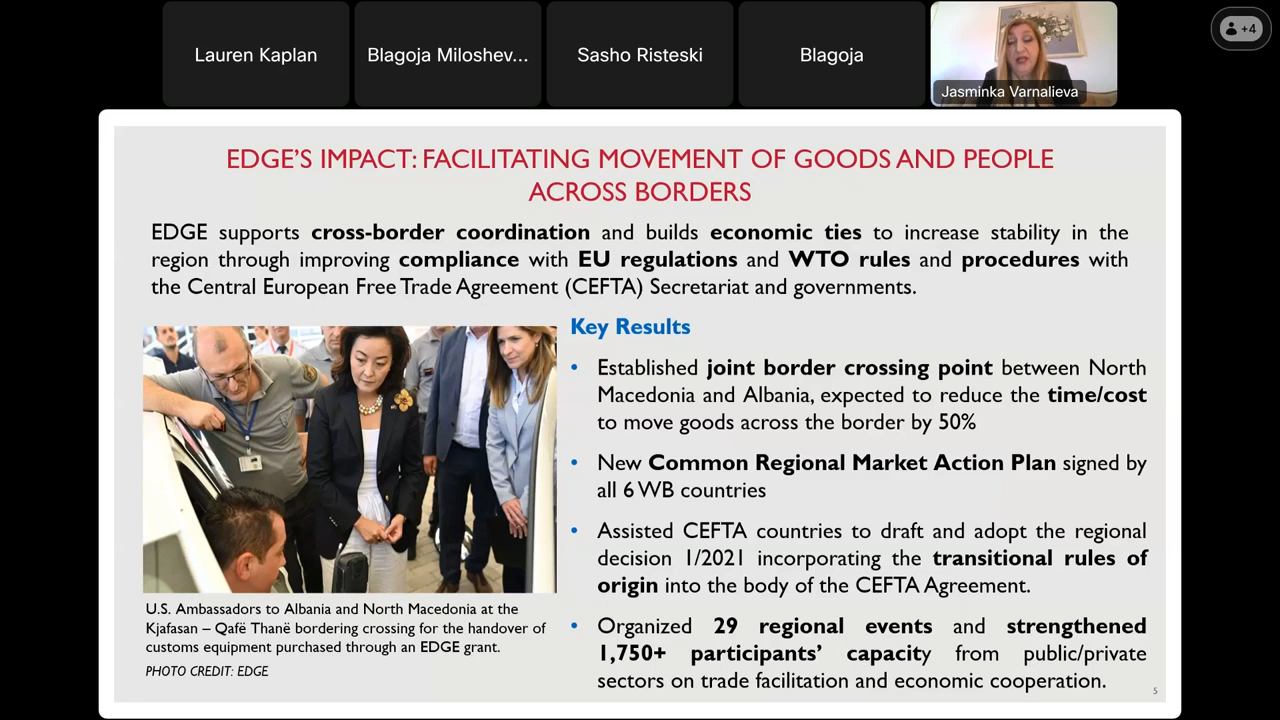 Lauren Kaplan
Blagoja Miloshev...
Sasho Risteski
Blagoja
Jasminka Varnalieva
+4
EDGE'S IMPACT: FACILITATING MOVEMENT OF GOODS AND PEOPLE
ACROSS BORDERS
EDGE supports cross-border coordination and builds economic ties to increase stability in the
region through improving compliance with EU regulations and WTO rules and procedures with
the Central European Free Trade Agreement (CEFTA) Secretariat and governments.
U.S. Ambassadors to Albania and North Macedonia at the
Kjafasan – Qafë Thanë bordering crossing for the handover of
customs equipment purchased through an EDGE grant.
PHOTO CREDIT: EDGE
Key Results
• Established joint border crossing point between North
Macedonia and Albania, expected to reduce the time/cost
to move goods across the border by 50%
• New Common Regional Market Action Plan signed by
all 6 WB countries
• Assisted CEFTA countries to draft and adopt the regional
decision 1/2021 incorporating the transitional rules of
origin into the body of the CEFTA Agreement.
• Organized 29 regional events and strengthened
1,750+ participants' capacity from public/private
sectors on trade facilitation and economic cooperation.
5